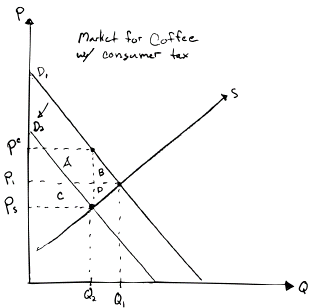 P
Market for Coffee
w/ consumer tax
D₁
S
D₂
Pᶜ
A
B
P₁
D
C
Pₛ
Q₂
Q₁
Q